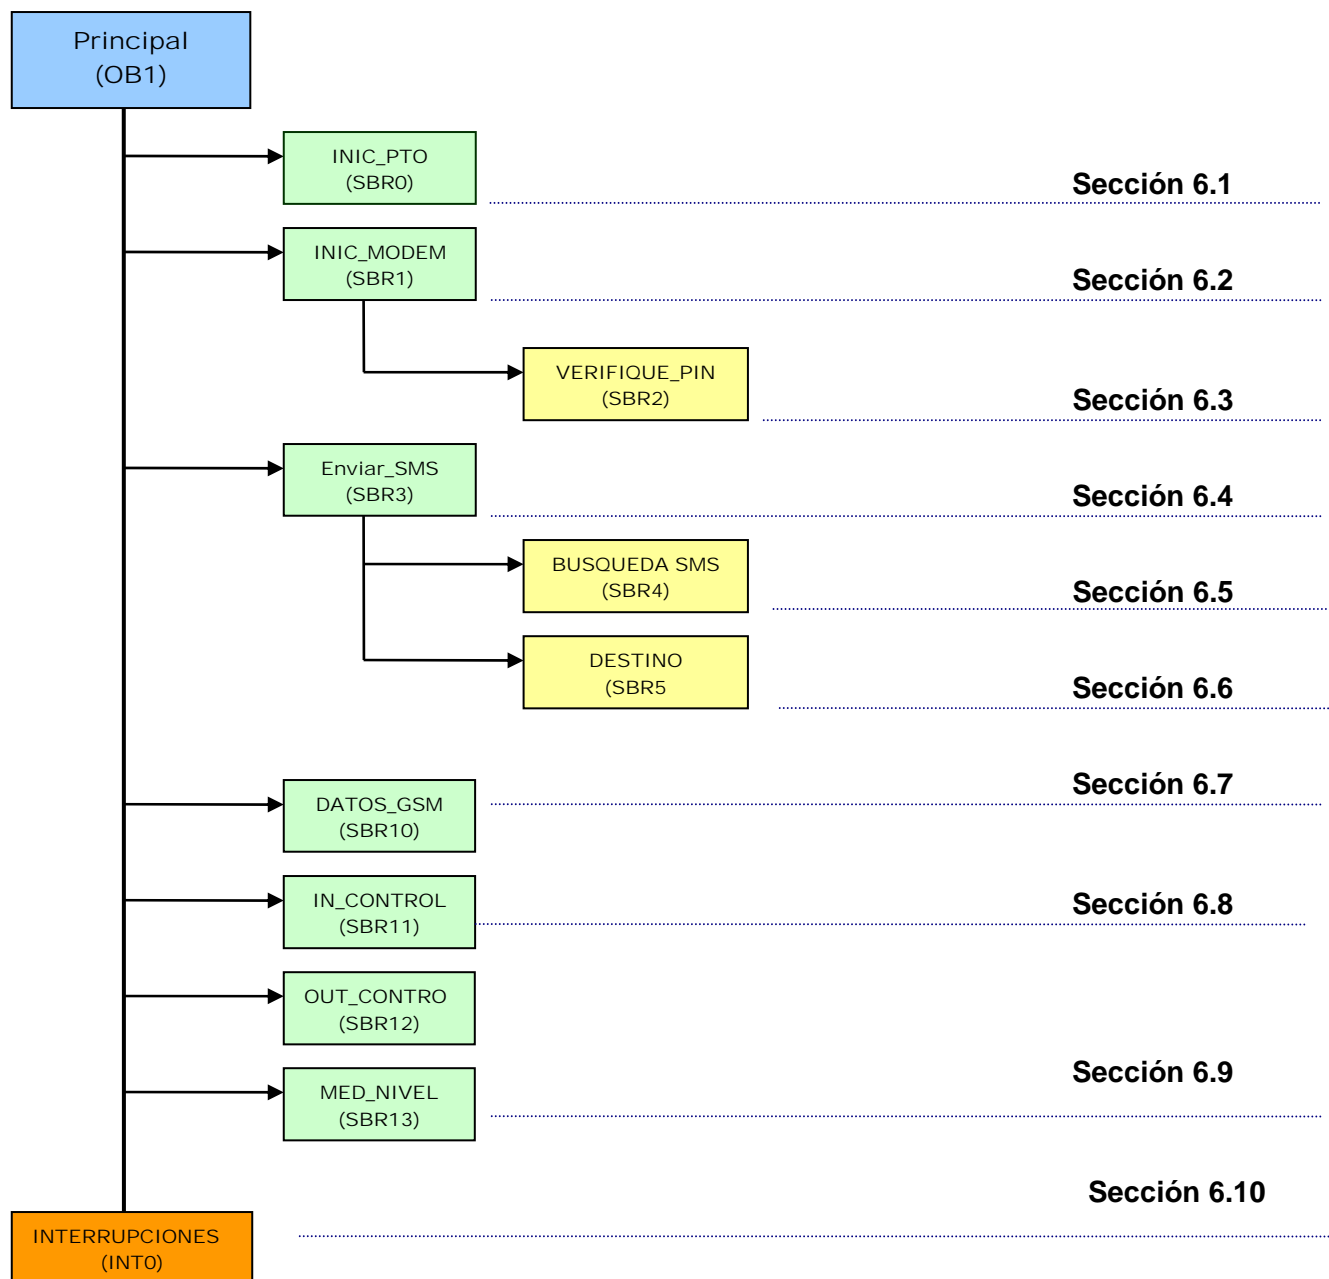 Principal
(OB1)
INIC_PTO
(SBR0)
Sección 6.1
INIC_MODEM
(SBR1)
Sección 6.2
VERIFIQUE_PIN
(SBR2)
Sección 6.3
Enviar_SMS
(SBR3)
Sección 6.4
BUSQUEDA SMS
(SBR4)
Sección 6.5
DESTINO
(SBR5
Sección 6.6
DATOS_GSM
(SBR10)
Sección 6.7
IN_CONTROL
(SBR11)
Sección 6.8
OUT_CONTRO
(SBR12)
MED_NIVEL
(SBR13)
Sección 6.9
Sección 6.10
INTERRUPCIONES
(INT0)